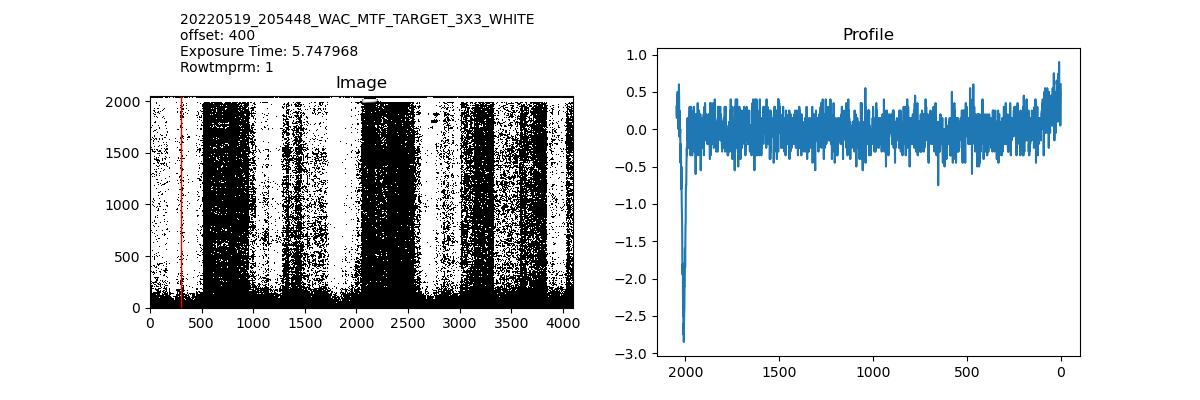 20220519_205448_WAC_MTF_TARGET_3X3_WHITE
offset: 400
Exposure Time: 5.747968
Rowtmprm: 1
Image
2000
1500
1000
500
0
0 500 1000 1500 2000 2500 3000 3500 4000
Profile
1.0
0.5
0.0
−0.5
−1.0
−1.5
−2.0
−2.5
−3.0
2000 1500 1000 500 0